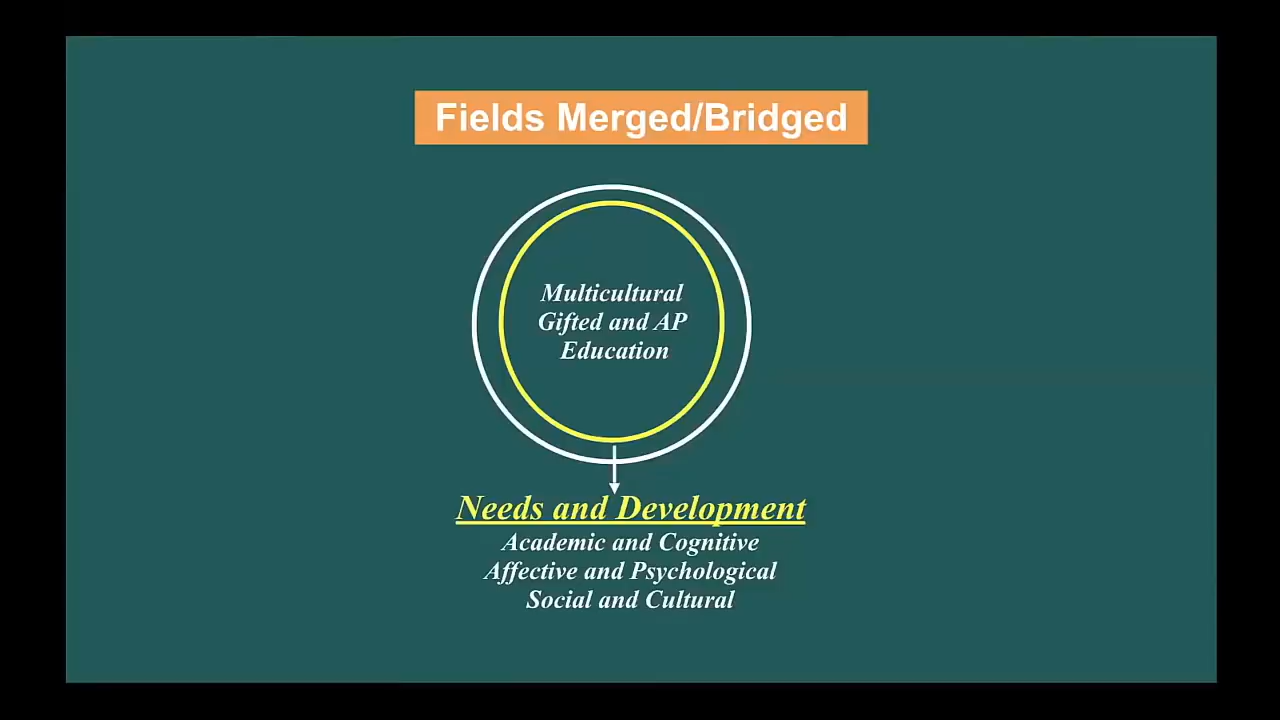 Fields Merged/Bridged
Multicultural
Gifted and AP
Education
Needs and Development
Academic and Cognitive
Affective and Psychological
Social and Cultural